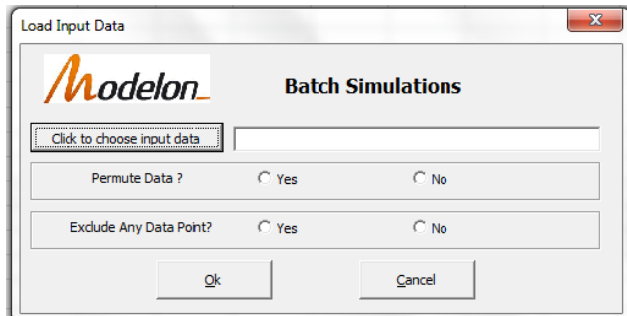 Load Input Data
x
Modelon
Batch Simulations
Click to choose input data
Permute Data ? Yes No
Exclude Any Data Point? Yes No
Ok Cancel